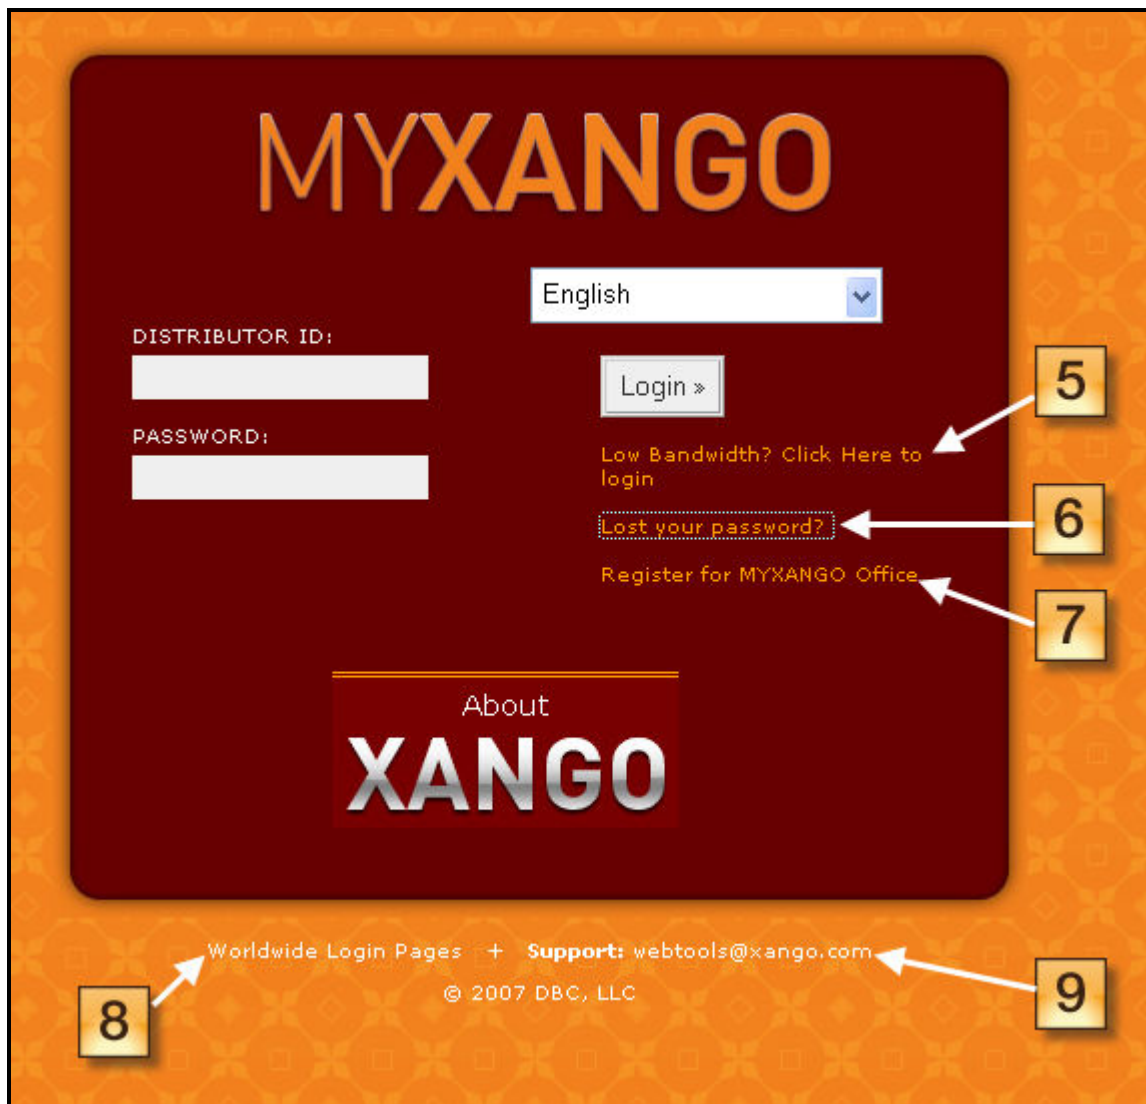 MYXANGO
English
DISTRIBUTOR ID:
Login »
5
PASSWORD:
Low Bandwidth? Click Here to
login
Lost your password?
6
Register for MYXANGO Office
7
About
XANGO
Worldwide Login Pages + Support: webtools@xango.com
© 2007 DBC, LLC
8
9